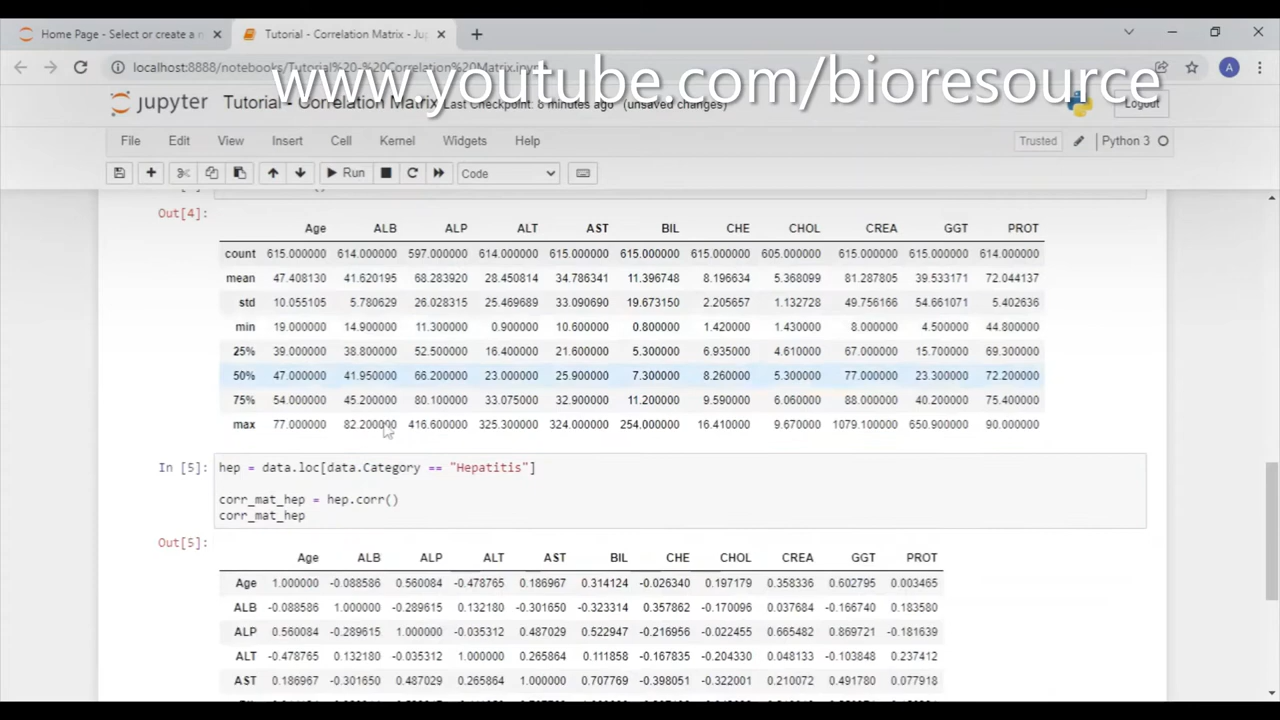 Home Page - Select or create a n
Tutorial - Correlation Matrix - Jup
localhost:8888/notebooks/Tutorial%20-%20Correlation%20Matrix.ipynb
www.youtube.com/bioresource
A
jupyter Tutorial - Correlation Matrix Last Checkpoint: 8 minutes ago (unsaved changes) Logout
File Edit View Insert Cell Kernel Widgets Help Trusted Python 3
Run Code
Out[4]:
Age ALB ALP ALT AST BIL CHE CHOL CREA GGT PROT
count 615.000000 614.000000 597.000000 614.000000 615.000000 615.000000 615.000000 605.000000 615.000000 615.000000 614.000000
mean 47.408130 41.620195 68.283920 28.450814 34.786341 11.396748 8.196634 5.368099 81.287805 39.533171 72.044137
std 10.055105 5.780629 26.028315 25.469689 33.090690 19.673150 2.205657 1.132728 49.756166 54.661071 5.402636
min 19.000000 14.900000 11.300000 0.900000 10.600000 0.800000 1.420000 1.430000 8.000000 4.500000 44.800000
25% 39.000000 38.800000 52.500000 16.400000 21.600000 5.300000 6.935000 4.610000 67.000000 15.700000 69.300000
50% 47.000000 41.950000 66.200000 23.000000 25.900000 7.300000 8.260000 5.300000 77.000000 23.300000 72.200000
75% 54.000000 45.200000 80.100000 33.075000 32.900000 11.200000 9.590000 6.060000 88.000000 40.200000 75.400000
max 77.000000 82.200000 416.600000 325.300000 324.000000 254.000000 16.410000 9.670000 1079.100000 650.900000 90.000000
In [5]: hep = data.loc[data.Category == "Hepatitis"]
corr_mat_hep = hep.corr()
corr_mat_hep
Out[5]:
Age ALB ALP ALT AST BIL CHE CHOL CREA GGT PROT
Age 1.000000 -0.088586 0.560084 -0.478765 0.186967 0.314124 -0.026340 0.197179 0.358336 0.602795 0.003465
ALB -0.088586 1.000000 -0.289615 0.132180 -0.301650 -0.323314 0.357862 -0.170096 0.037684 -0.166740 0.183580
ALP 0.560084 -0.289615 1.000000 -0.035312 0.487029 0.522947 -0.216956 -0.022455 0.665482 0.869721 -0.181639
ALT -0.478765 0.132180 -0.035312 1.000000 0.265864 0.111858 -0.167835 -0.204330 0.048133 -0.103848 0.237412
AST 0.186967 -0.301650 0.487029 0.265864 1.000000 0.707769 -0.398051 -0.322001 0.210072 0.491780 0.077918